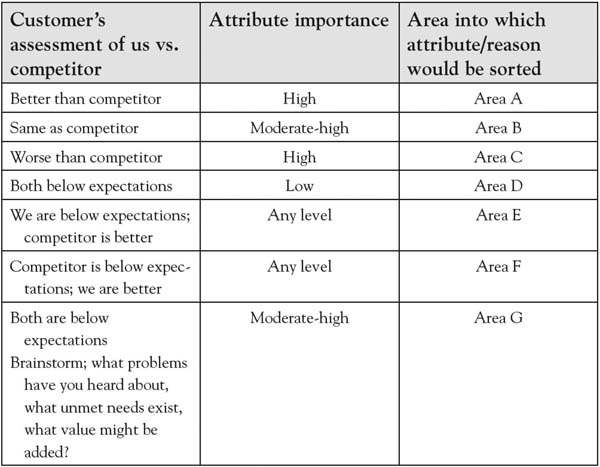 Customer's
assessment of us vs.
competitor
Attribute importance
Area into which
attribute/reason
would be sorted
Better than competitor
High
Area A
Same as competitor
Moderate-high
Area B
Worse than competitor
High
Area C
Both below expectations
Low
Area D
We are below expectations;
competitor is better
Any level
Area E
Competitor is below expec-
tations; we are better
Any level
Area F
Both are below
expectations
Brainstorm; what problems
have you heard about,
what unmet needs exist,
what value might be
added?
Moderate-high
Area G